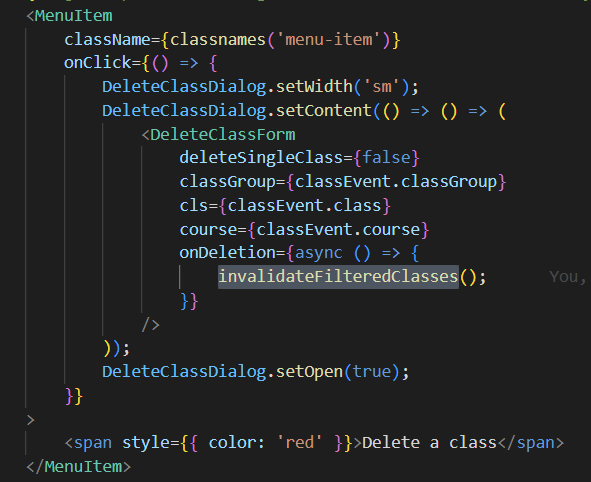 <MenuItem
className={classnames('menu-item')}
onClick={() => {
DeleteClassDialog.setWidth('sm');
DeleteClassDialog.setContent(() => () => (
<DeleteClassForm
deleteSingleClass={false}
classGroup={classEvent.classGroup}
cls={classEvent.class}
course={classEvent.course}
onDeletion={async () => {
invalidateFilteredClasses(); You,
}}
/>
));
DeleteClassDialog.setOpen(true);
}}
>
<span style={{ color: 'red' }}>Delete a class</span>
</MenuItem>